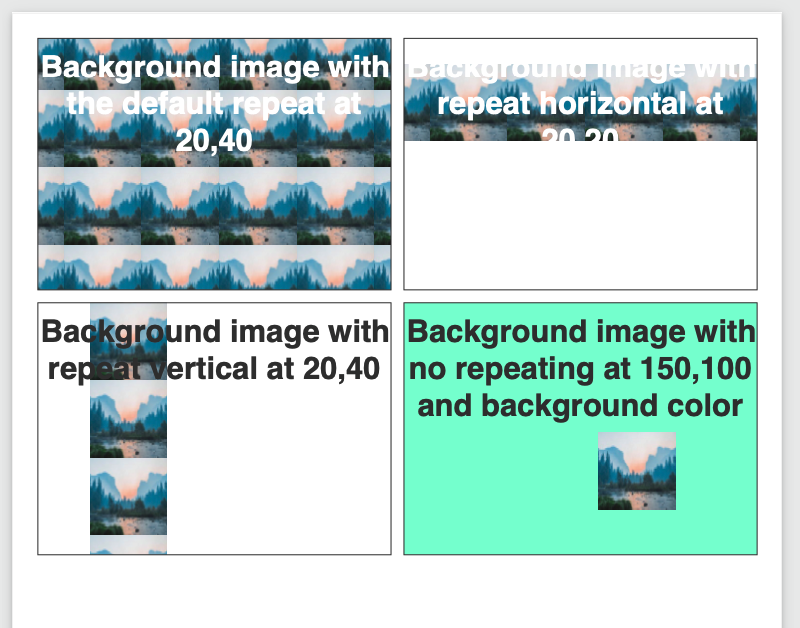 Background image with
the default repeat at
20,40
Background image with
repeat horizontal at
20,20
Background image with
repeat vertical at 20,40
Background image with
no repeating at 150,100
and background color